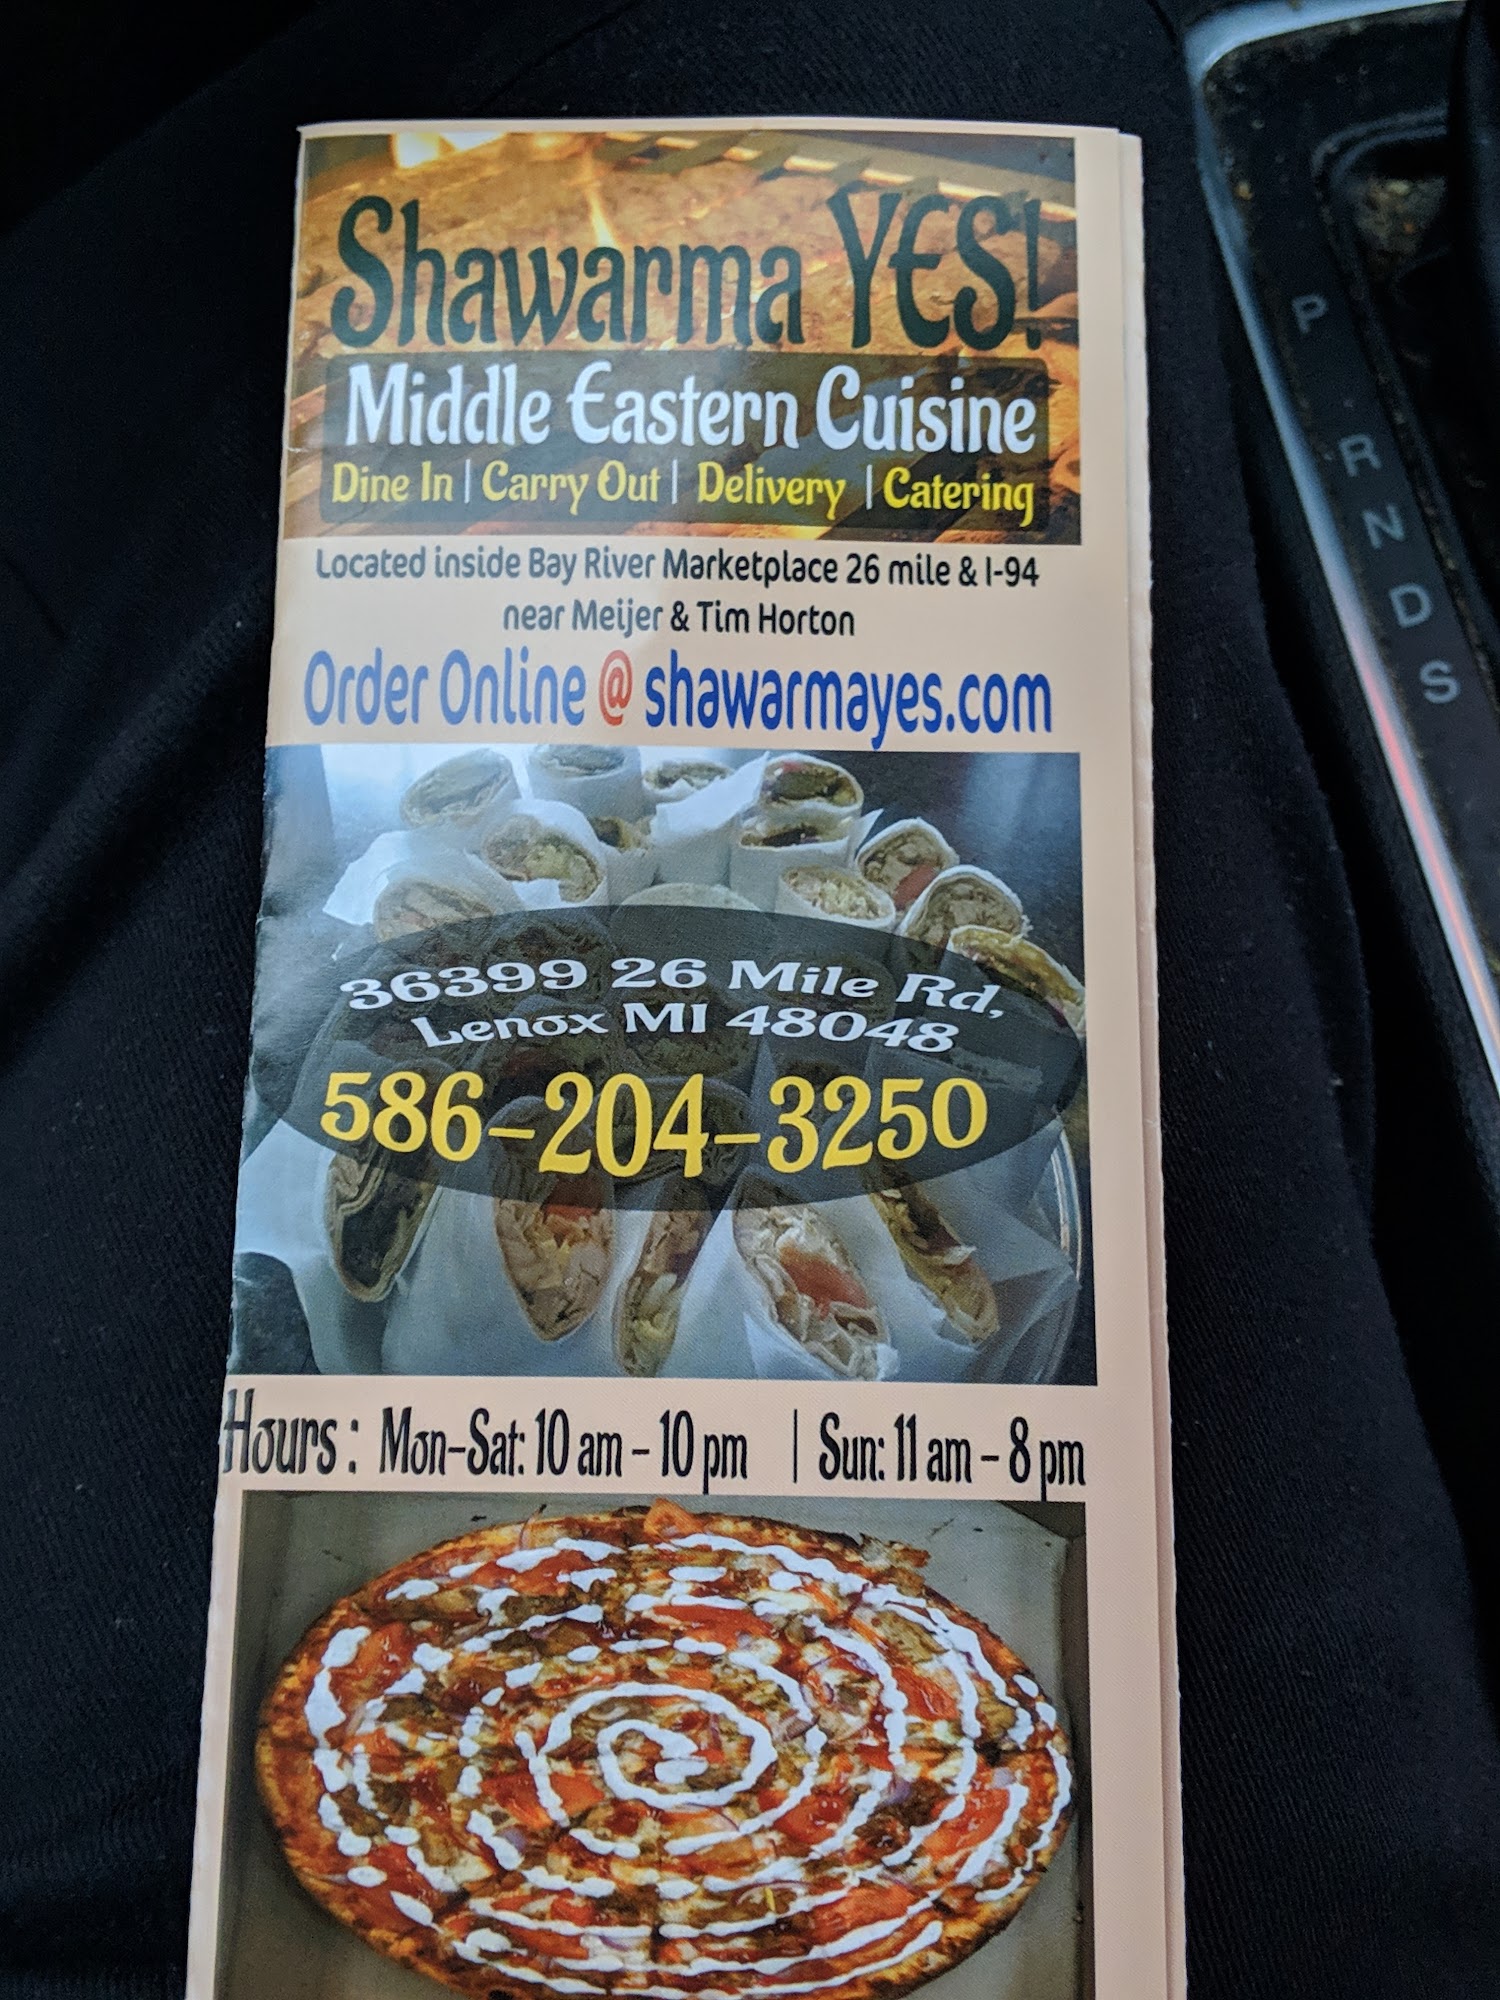 Shawarma YES!
Middle Eastern Cuisine
Dine In | Carry Out | Delivery | Catering
Located inside Bay River Marketplace 26 mile & I-94
near Meijer & Tim Horton
Order Online @ shawarmayes.com
36399 26 Mile Rd,
Lenox MI 48048
586-204-3250
Hours : Mon-Sat: 10 am - 10 pm | Sun: 11 am - 8 pm
P
R
N
D
S